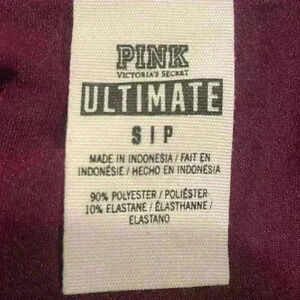 PINK
VICTORIA'S SECRET
ULTIMATE
S | P
MADE IN INDONESIA / FAIT EN
INDONÉSIE / HECHO EN INDONESIA
90% POLYESTER / POLIÉSTER
10% ELASTANE / ÉLASTHANNE /
ELASTANO